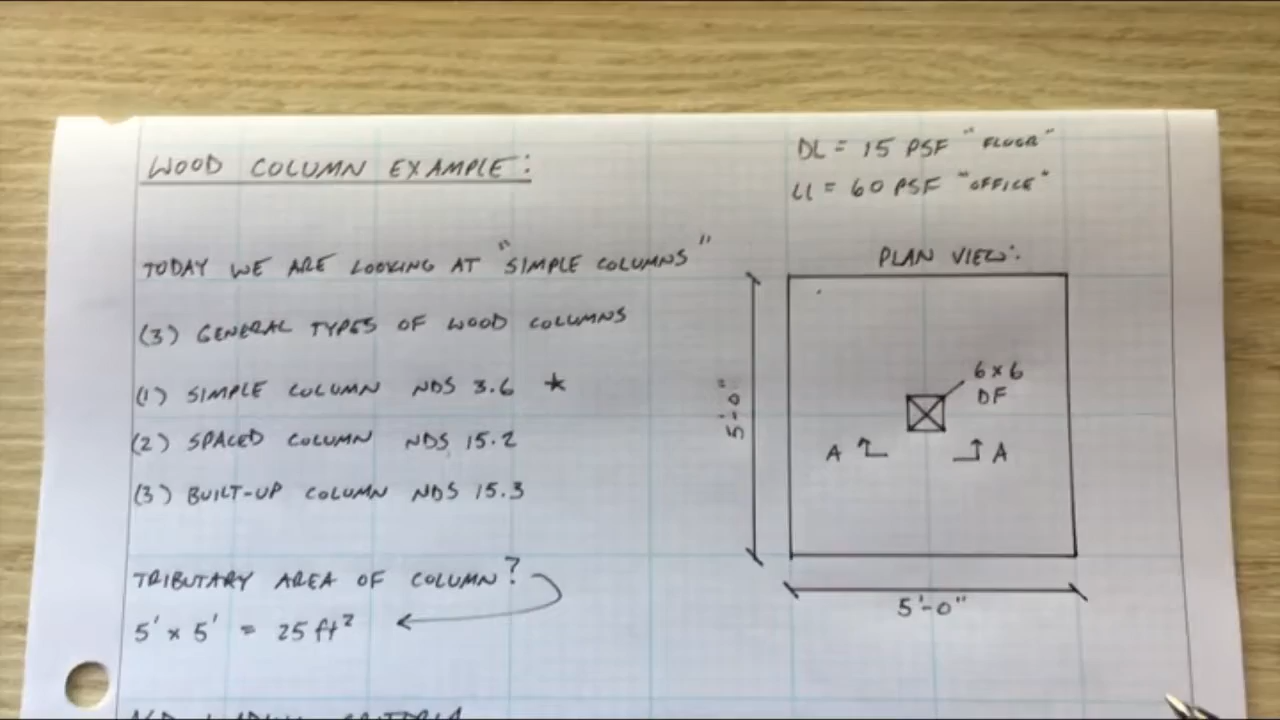 WOOD COLUMN EXAMPLE:
DL = 15 PSF "FLOOR"
LL = 60 PSF "OFFICE"
TODAY WE ARE LOOKING AT "SIMPLE COLUMNS"
(3) GENERAL TYPES OF WOOD COLUMNS
(1) SIMPLE COLUMN NDS 3.6 ★
(2) SPACED COLUMN NDS 15.2
(3) BUILT-UP COLUMN NDS 15.3
TRIBUTARY AREA OF COLUMN?
5' x 5' = 25 ft²
PLAN VIEW:
6x6
DF
A A
5'-0"
5'-0"
CRITERIA